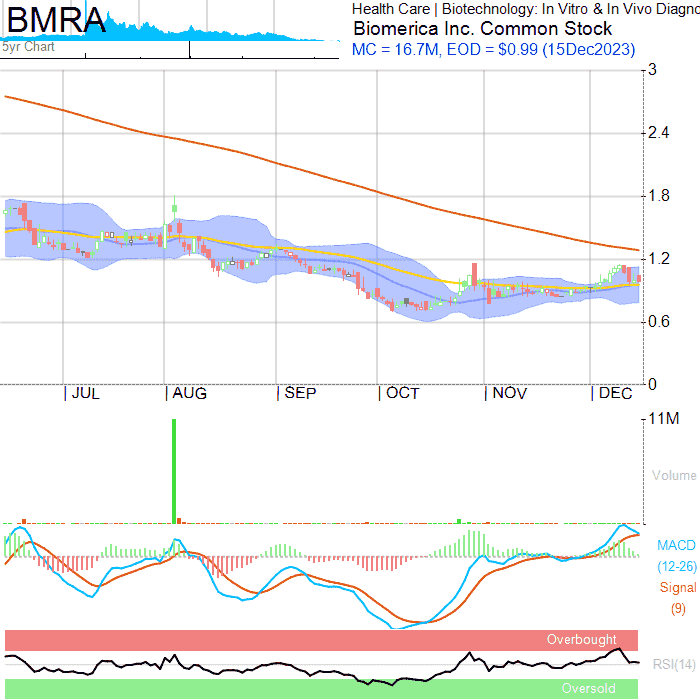 BMRA
5yr Chart
Health Care | Biotechnology: In Vitro & In Vivo Diagno
Biomerica Inc. Common Stock
MC = 16.7M, EOD = $0.99 (15Dec2023)
3
2.4
1.8
1.2
0.6
0
JUL
AUG
SEP
OCT
NOV
DEC
11M
Volume
MACD
(12-26)
Signal
(9)
Overbought
RSI(14)
Oversold